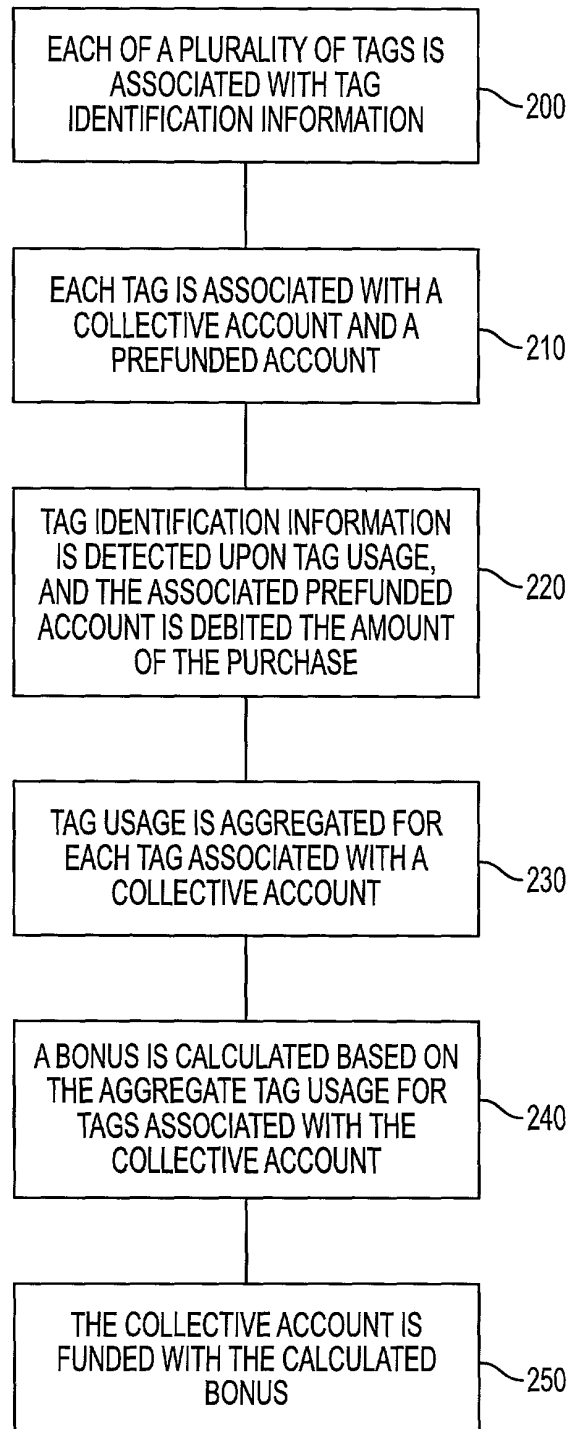 EACH OF A PLURALITY OF TAGS IS
ASSOCIATED WITH TAG
IDENTIFICATION INFORMATION
200
EACH TAG IS ASSOCIATED WITH A
COLLECTIVE ACCOUNT AND A
PREFUNDED ACCOUNT
210
TAG IDENTIFICATION INFORMATION
IS DETECTED UPON TAG USAGE,
AND THE ASSOCIATED PREFUNDED
ACCOUNT IS DEBITED THE AMOUNT
OF THE PURCHASE
220
TAG USAGE IS AGGREGATED FOR
EACH TAG ASSOCIATED WITH A
COLLECTIVE ACCOUNT
230
A BONUS IS CALCULATED BASED ON
THE AGGREGATE TAG USAGE FOR
TAGS ASSOCIATED WITH THE
COLLECTIVE ACCOUNT
240
THE COLLECTIVE ACCOUNT IS
FUNDED WITH THE CALCULATED
BONUS
250